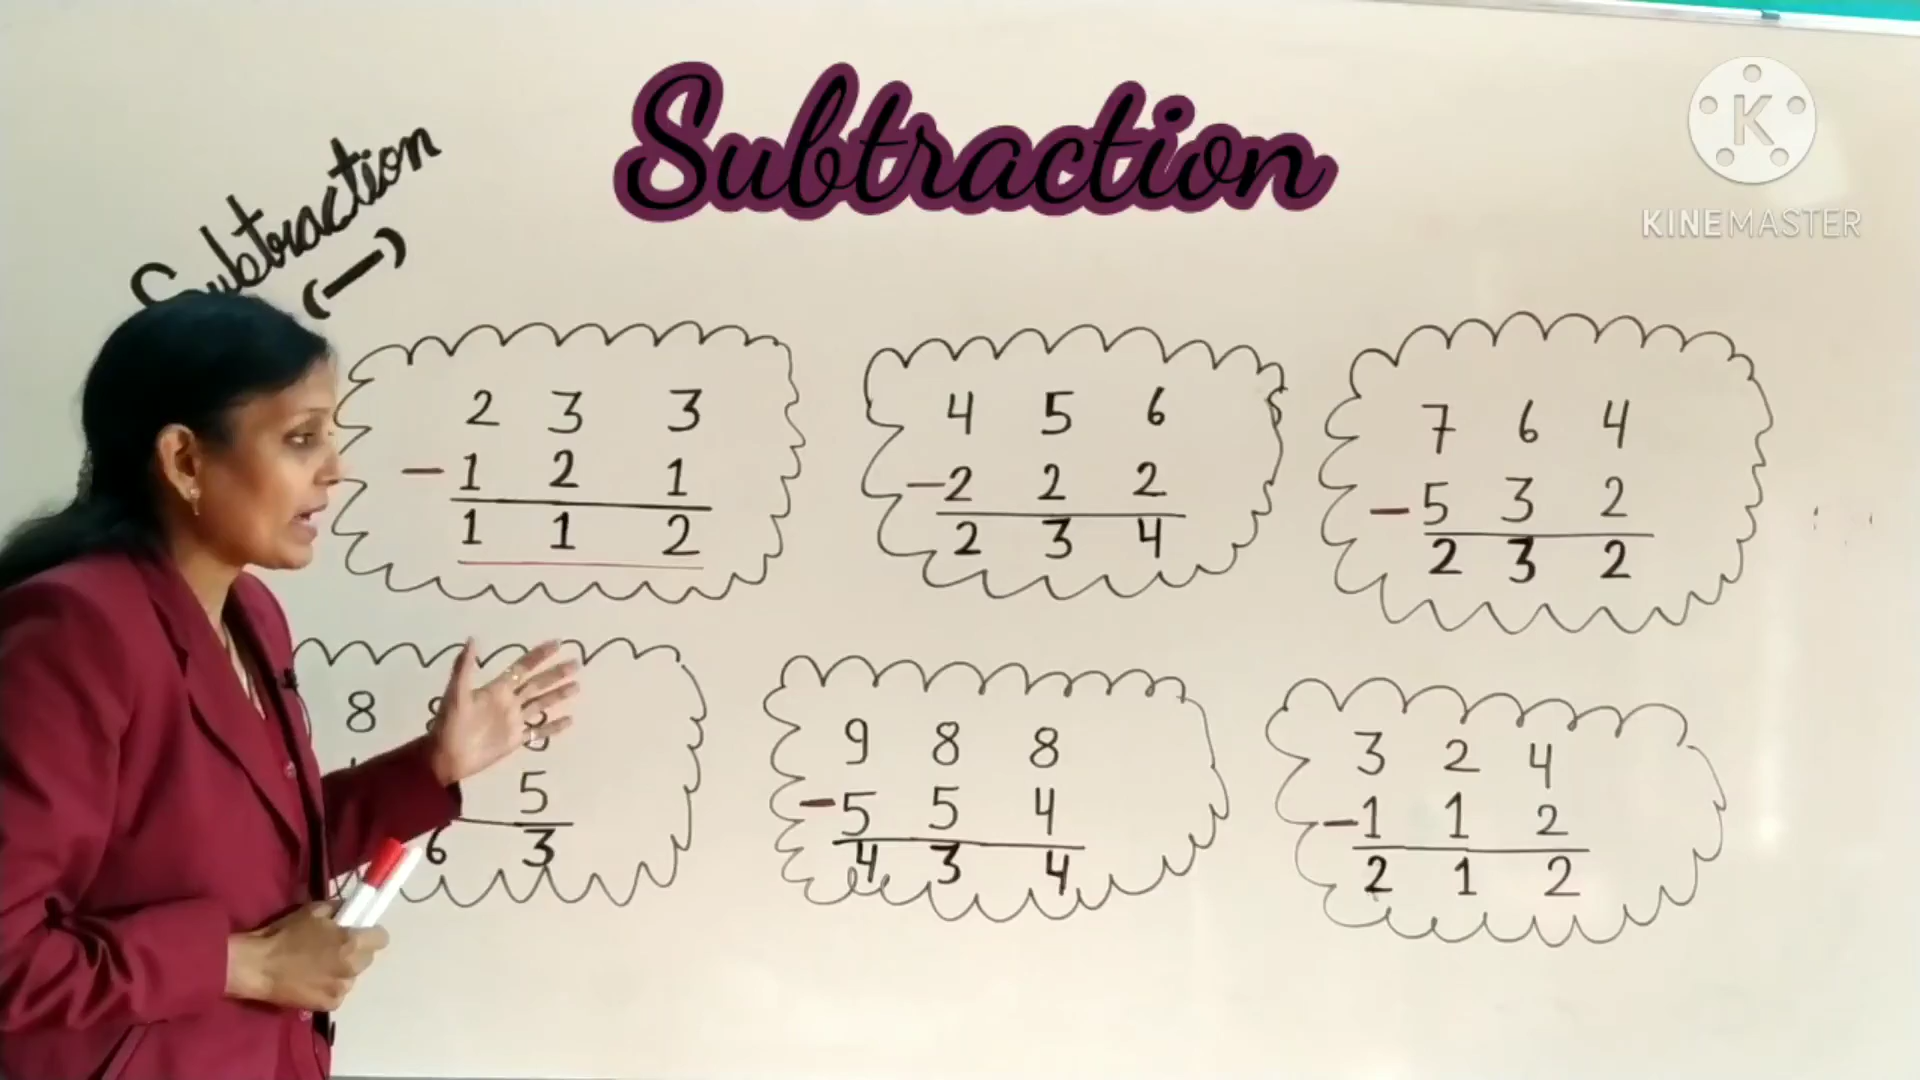 Subtraction
KINEMASTER
Subtraction
(−)
2 3 3
− 1 2 1
1 1 2
4 5 6
− 2 2 2
2 3 4
7 6 4
− 5 3 2
2 3 2
8 8
5
6 3
9 8 8
− 5 5 4
4 3 4
3 2 4
− 1 1 2
2 1 2